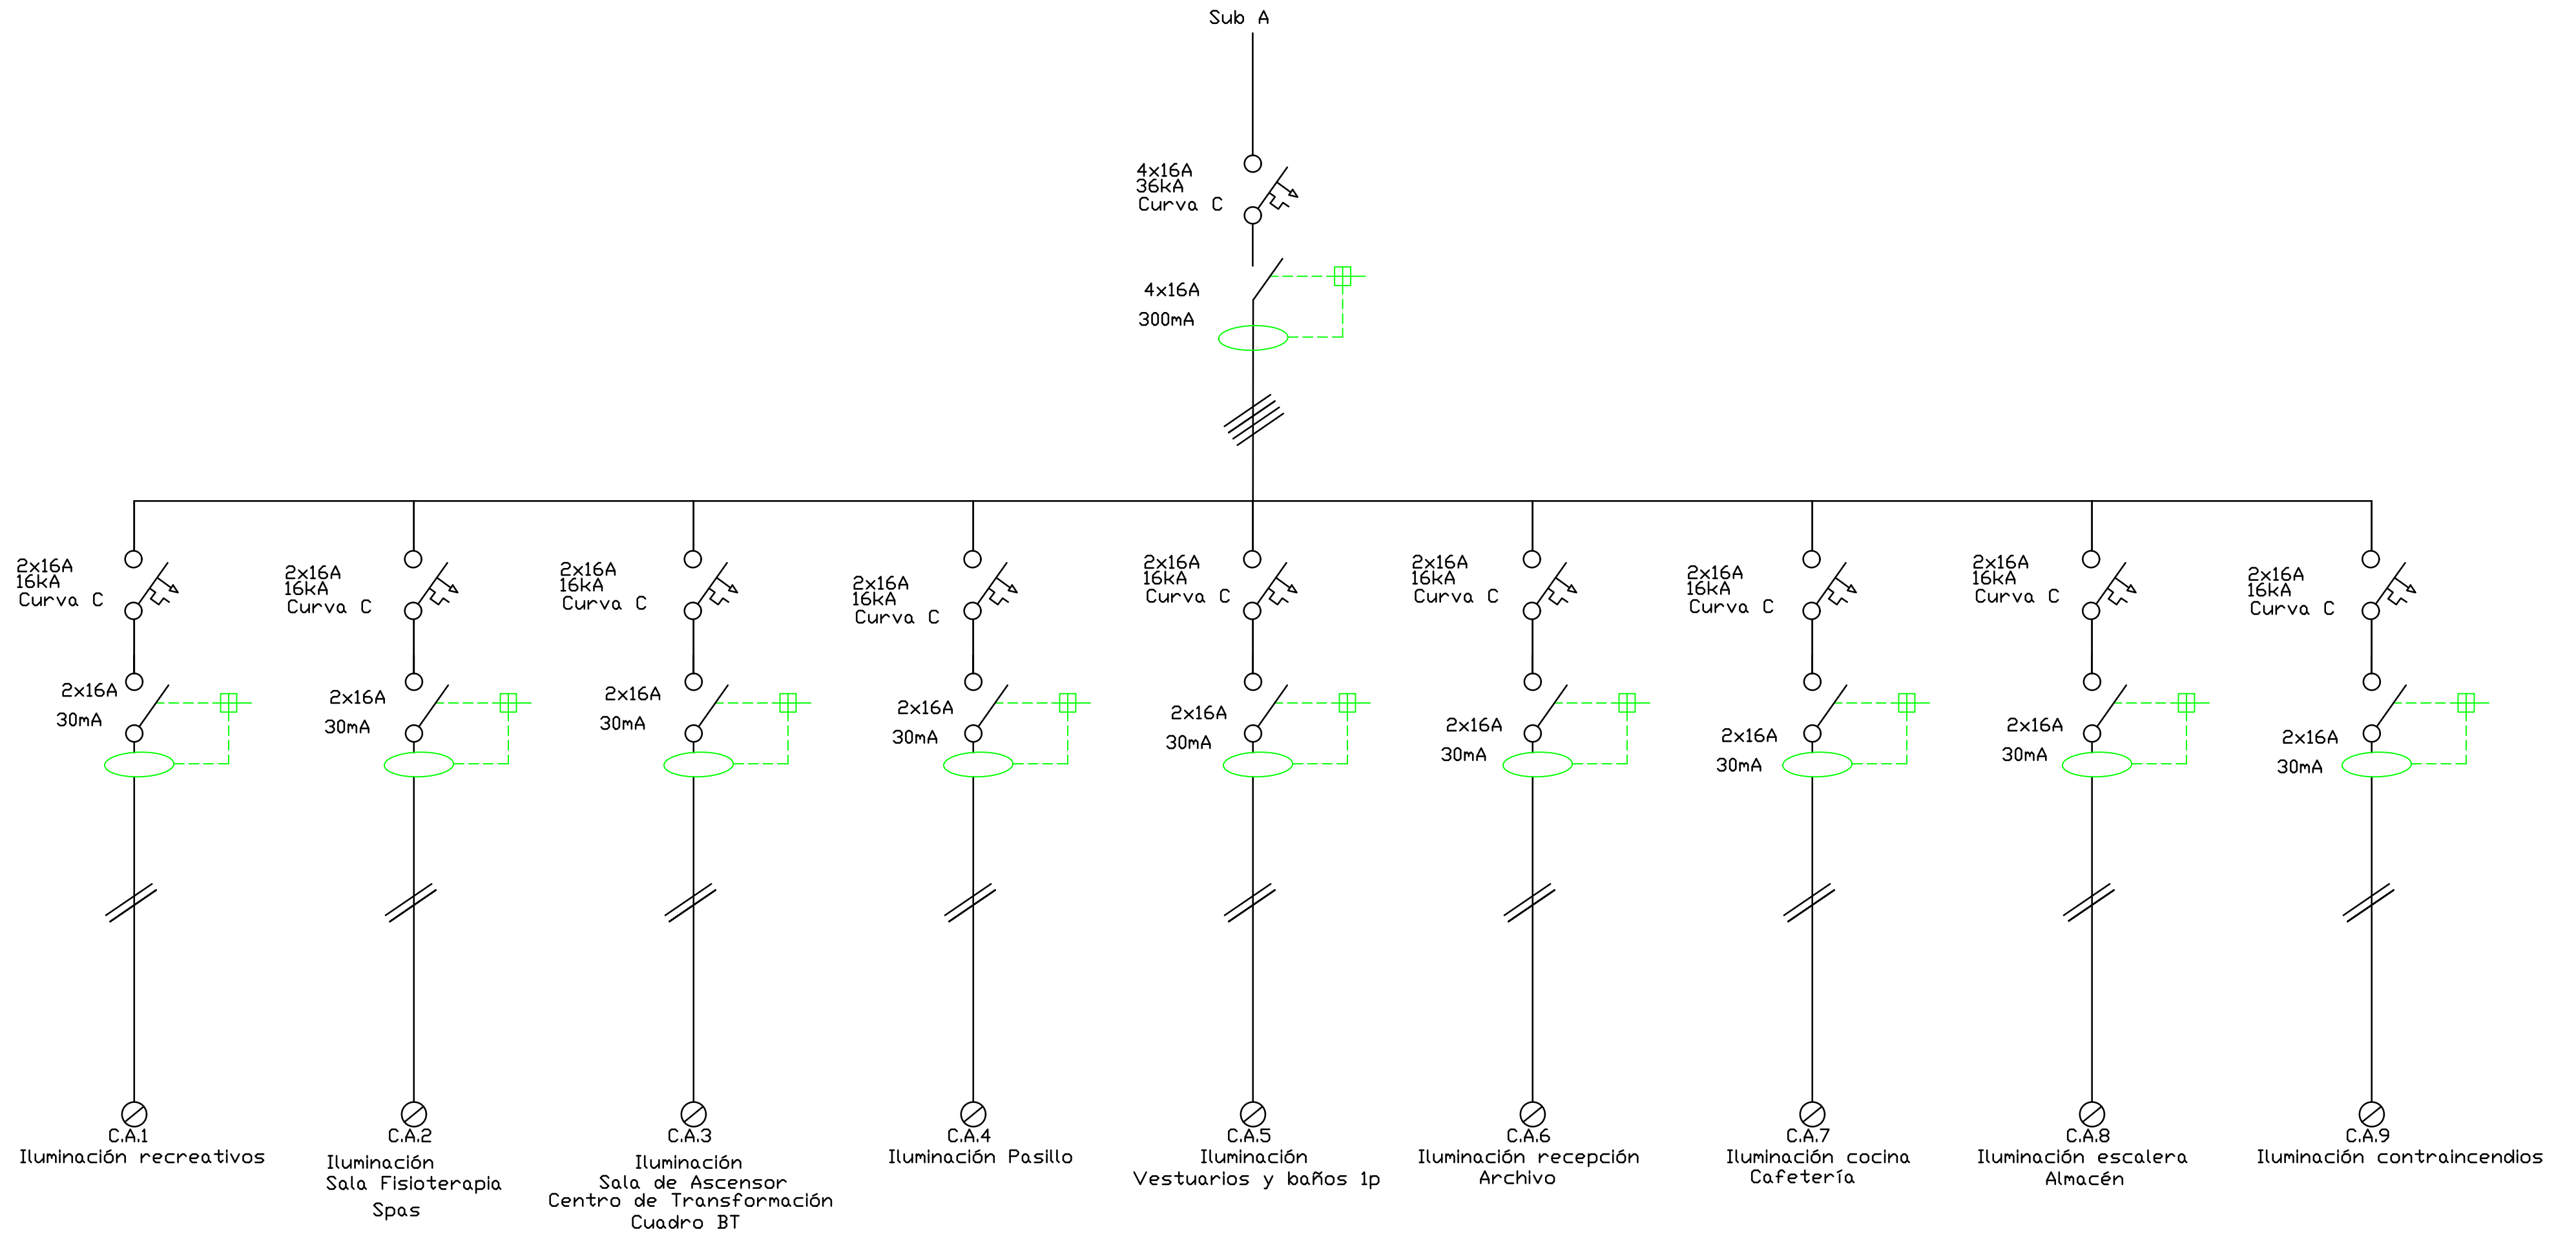 Sub A
4x16A
36kA
Curva C
4x16A
300mA
2x16A
16kA
Curva C
2x16A
30mA
2x16A
16kA
Curva C
2x16A
30mA
2x16A
16kA
Curva C
2x16A
30mA
2x16A
16kA
Curva C
2x16A
30mA
2x16A
16kA
Curva C
2x16A
30mA
2x16A
16kA
Curva C
2x16A
30mA
2x16A
16kA
Curva C
2x16A
30mA
2x16A
16kA
Curva C
2x16A
30mA
2x16A
16kA
Curva C
2x16A
30mA
C.A.1
Iluminación recreativos
C.A.2
Iluminación
Sala Fisioterapia
Spas
C.A.3
Iluminación
Sala de Ascensor
Centro de Transformación
Cuadro BT
C.A.4
Iluminación Pasillo
C.A.5
Iluminación
Vestuarios y baños 1p
C.A.6
Iluminación recepción
Archivo
C.A.7
Iluminación cocina
Cafetería
C.A.8
Iluminación escalera
Almacén
C.A.9
Iluminación contraincendios